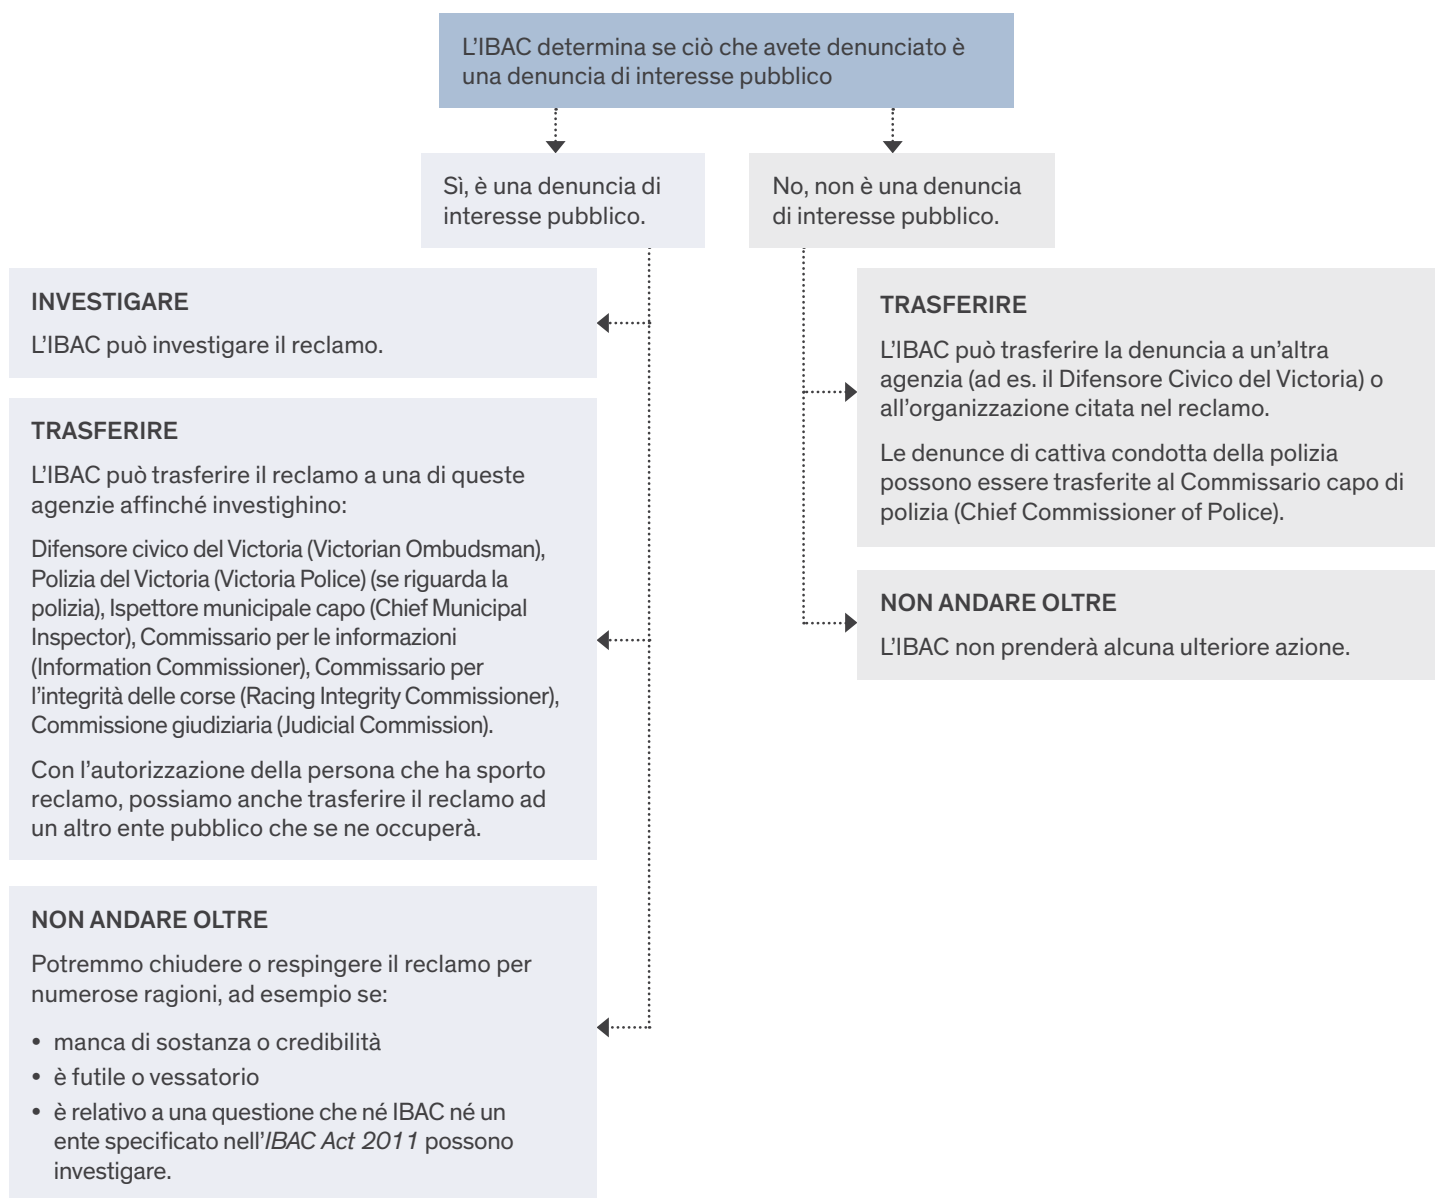 L’IBAC determina se ciò che avete denunciato è
una denuncia di interesse pubblico
Sì, è una denuncia di
interesse pubblico.
No, non è una denuncia
di interesse pubblico.
INVESTIGARE
L’IBAC può investigare il reclamo.
TRASFERIRE
L’IBAC può trasferire il reclamo a una di queste
agenzie affinché investighino:
Difensore civico del Victoria (Victorian Ombudsman),
Polizia del Victoria (Victoria Police) (se riguarda la
polizia), Ispettore municipale capo (Chief Municipal
Inspector), Commissario per le informazioni
(Information Commissioner), Commissario per
l’integrità delle corse (Racing Integrity Commissioner),
Commissione giudiziaria (Judicial Commission).
Con l’autorizzazione della persona che ha sporto
reclamo, possiamo anche trasferire il reclamo ad
un altro ente pubblico che se ne occuperà.
NON ANDARE OLTRE
Potremmo chiudere o respingere il reclamo per
numerose ragioni, ad esempio se:
• manca di sostanza o credibilità
• è futile o vessatorio
• è relativo a una questione che né IBAC né un
ente specificato nell’IBAC Act 2011 possono
investigare.
TRASFERIRE
L’IBAC può trasferire la denuncia a un’altra
agenzia (ad es. il Difensore Civico del Victoria) o
all’organizzazione citata nel reclamo.
Le denunce di cattiva condotta della polizia
possono essere trasferite al Commissario capo di
polizia (Chief Commissioner of Police).
NON ANDARE OLTRE
L’IBAC non prenderà alcuna ulteriore azione.